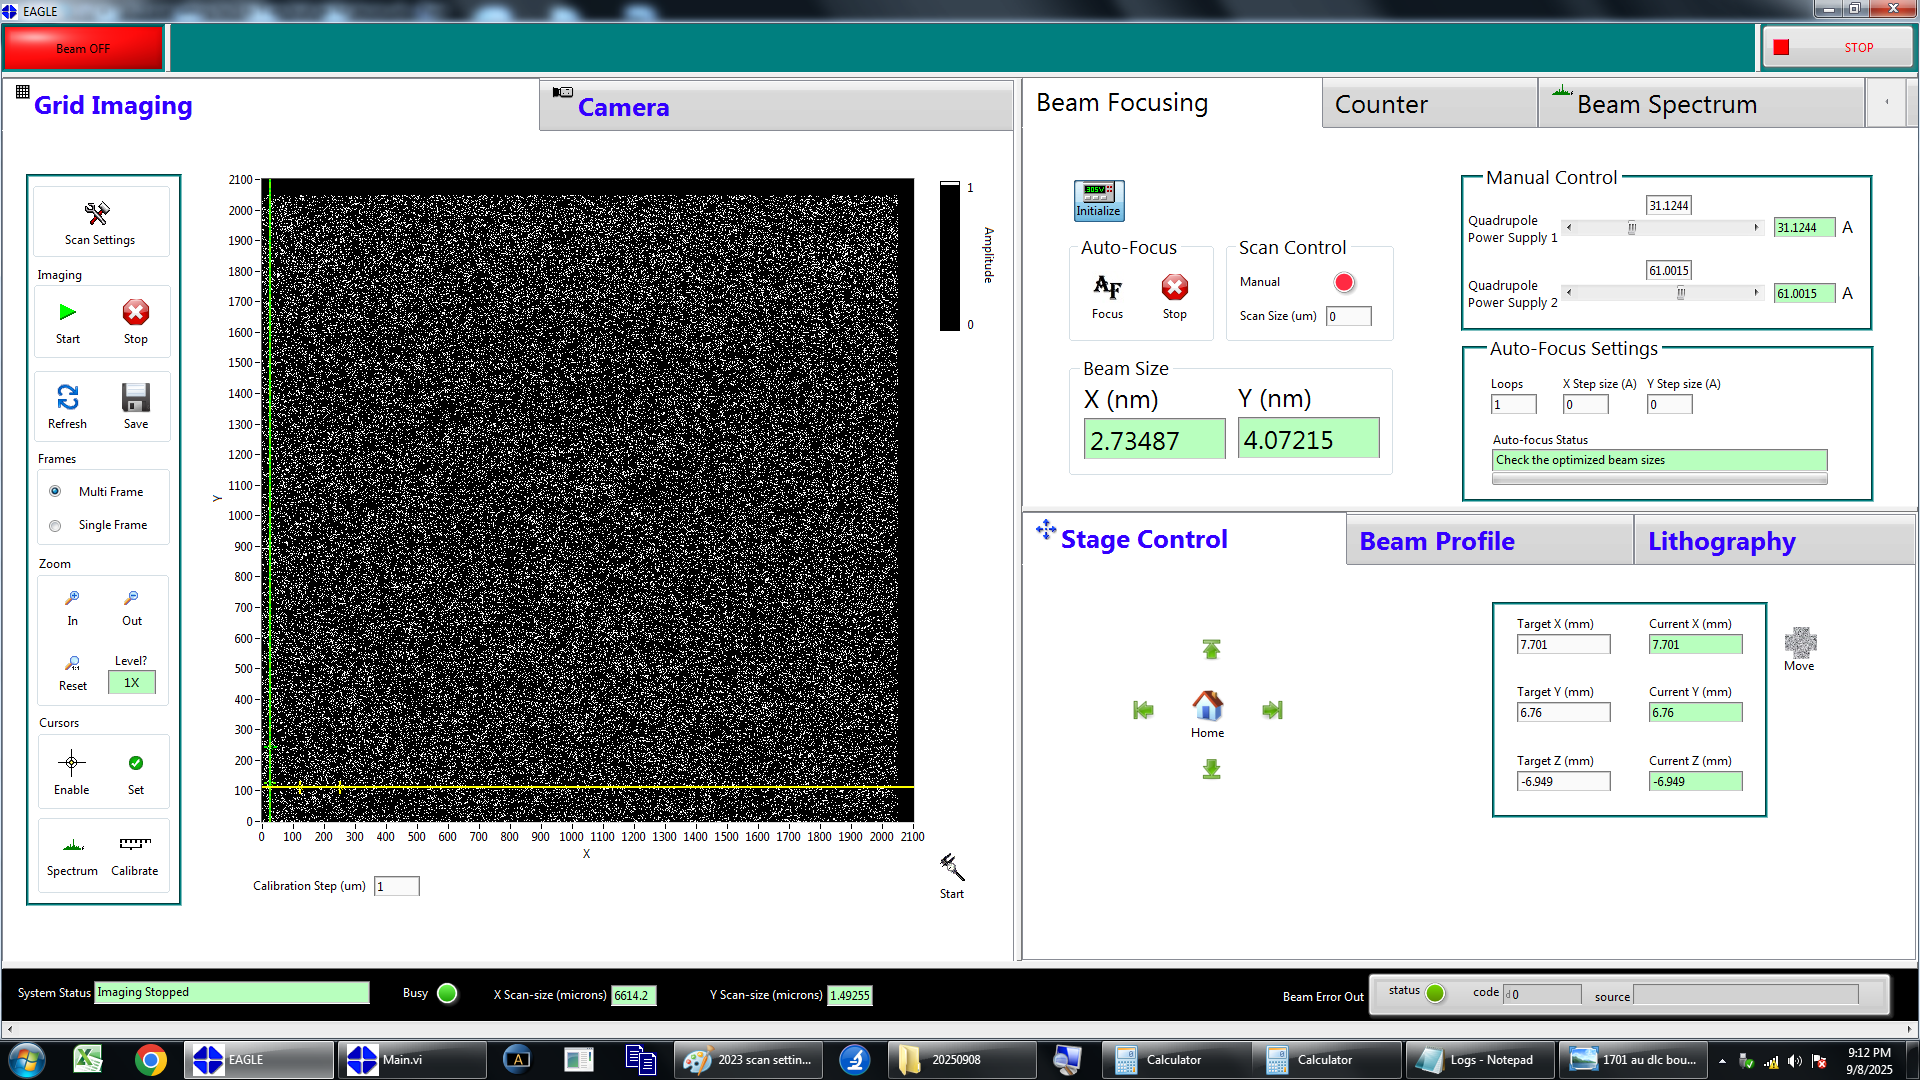 EAGLE
Beam OFF
STOP
Grid Imaging
Camera
Beam Focusing
Counter
Beam Spectrum
Scan Settings
Imaging
Start
Stop
Refresh
Save
Frames
Multi Frame
Single Frame
Zoom
In
Out
Reset
Level?
1X
Cursors
Enable
Set
Spectrum
Calibrate
2100
2000
1900
1800
1700
1600
1500
1400
1300
1200
1100
1000
900
800
700
600
500
400
300
200
100
0
Y
0 100 200 300 400 500 600 700 800 900 1000 1100 1200 1300 1400 1500 1600 1700 1800 1900 2000 2100
X
1
Amplitude
0
Calibration Step (um) 1
Start
Initialize
Auto-Focus
Focus
Stop
Scan Control
Manual
Scan Size (um) 0
Beam Size
X (nm)
Y (nm)
2.73487
4.07215
Manual Control
31.1244
Quadrupole
Power Supply 1
31.1244 A
61.0015
Quadrupole
Power Supply 2
61.0015 A
Auto-Focus Settings
Loops X Step size (A) Y Step size (A)
1 0 0
Auto-focus Status
Check the optimized beam sizes
Stage Control
Beam Profile
Lithography
Home
Target X (mm) Current X (mm)
7.701 7.701
Move
Target Y (mm) Current Y (mm)
6.76 6.76
Target Z (mm) Current Z (mm)
-6.949 -6.949
System Status Imaging Stopped
Busy
X Scan-size (microns) 6614.2
Y Scan-size (microns) 1.49255
Beam Error Out
status
code d 0
source
EAGLE
Main.vi
2023 scan settin...
20250908
Calculator
Calculator
Logs - Notepad
1701 au dlc bou...
9:12 PM
9/8/2025